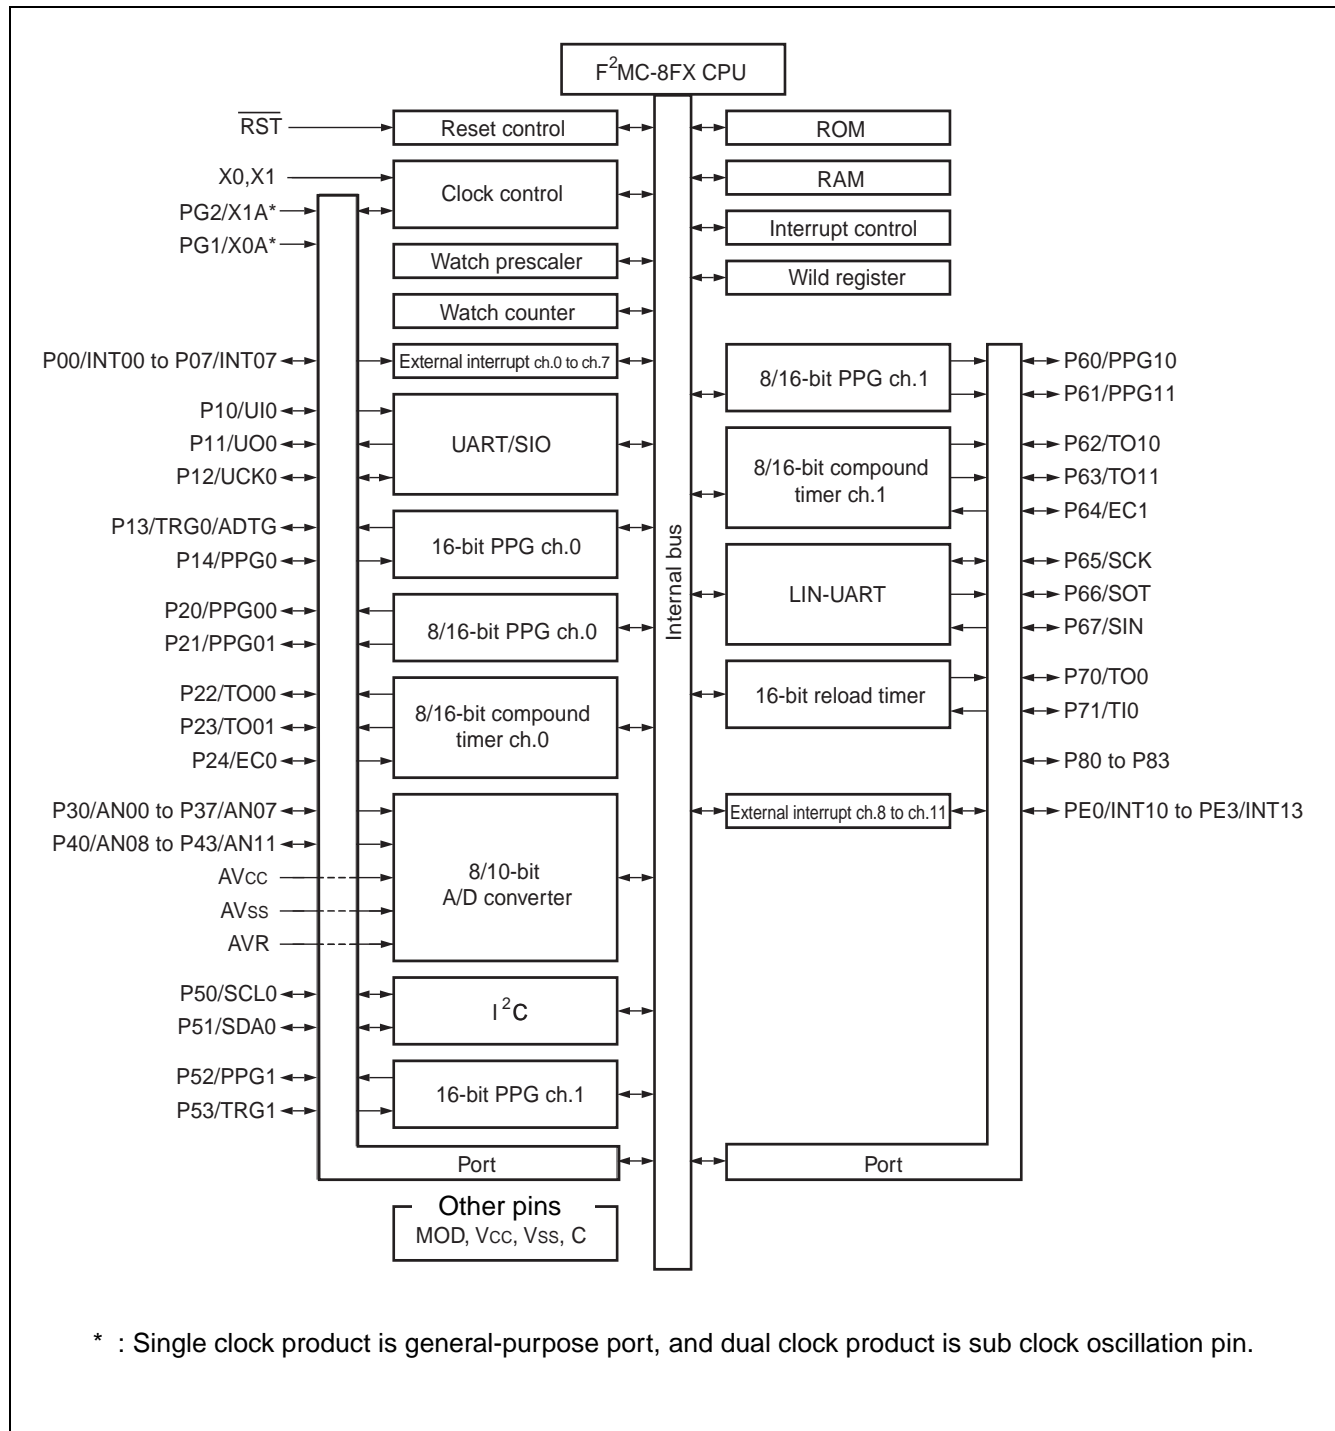 F²MC-8FX CPU
RST
Reset control
ROM
X0,X1
Clock control
RAM
PG2/X1A*
PG1/X0A*
Interrupt control
Watch prescaler
Wild register
Watch counter
P00/INT00 to P07/INT07
External interrupt ch.0 to ch.7
8/16-bit PPG ch.1
P60/PPG10
P61/PPG11
P10/UI0
P11/UO0
P12/UCK0
UART/SIO
8/16-bit compound
timer ch.1
P62/TO10
P63/TO11
P64/EC1
P13/TRG0/ADTG
P14/PPG0
16-bit PPG ch.0
Internal bus
LIN-UART
P65/SCK
P66/SOT
P67/SIN
P20/PPG00
P21/PPG01
8/16-bit PPG ch.0
16-bit reload timer
P70/TO0
P71/TI0
P22/TO00
P23/TO01
P24/EC0
8/16-bit compound
timer ch.0
P80 to P83
P30/AN00 to P37/AN07
P40/AN08 to P43/AN11
AVcc
AVss
AVR
8/10-bit
A/D converter
External interrupt ch.8 to ch.11
PE0/INT10 to PE3/INT13
P50/SCL0
P51/SDA0
I²C
P52/PPG1
P53/TRG1
16-bit PPG ch.1
Port
Port
Other pins
MOD, Vcc, Vss, C
* : Single clock product is general-purpose port, and dual clock product is sub clock oscillation pin.